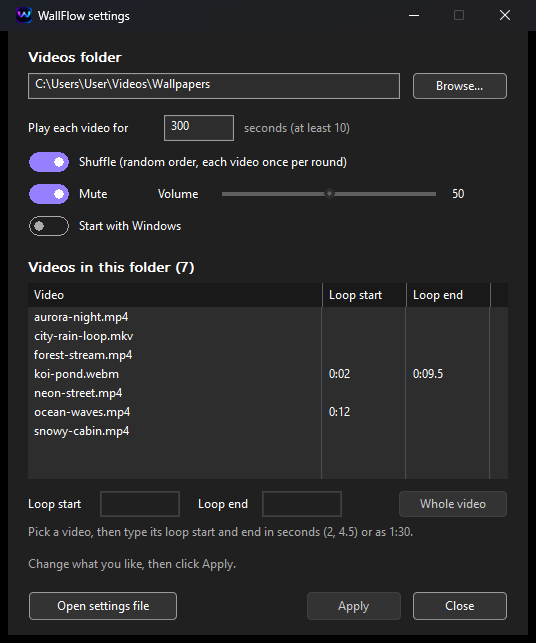 WallFlow settings
Videos folder
C:\Users\User\Videos\Wallpapers
Browse...
Play each video for 300 seconds (at least 10)
Shuffle (random order, each video once per round)
Mute Volume 50
Start with Windows
Videos in this folder (7)
Video Loop start Loop end
aurora-night.mp4
city-rain-loop.mkv
forest-stream.mp4
koi-pond.webm 0:02 0:09.5
neon-street.mp4
ocean-waves.mp4 0:12
snowy-cabin.mp4
Loop start Loop end Whole video
Pick a video, then type its loop start and end in seconds (2, 4.5) or as 1:30.
Change what you like, then click Apply.
Open settings file Apply Close